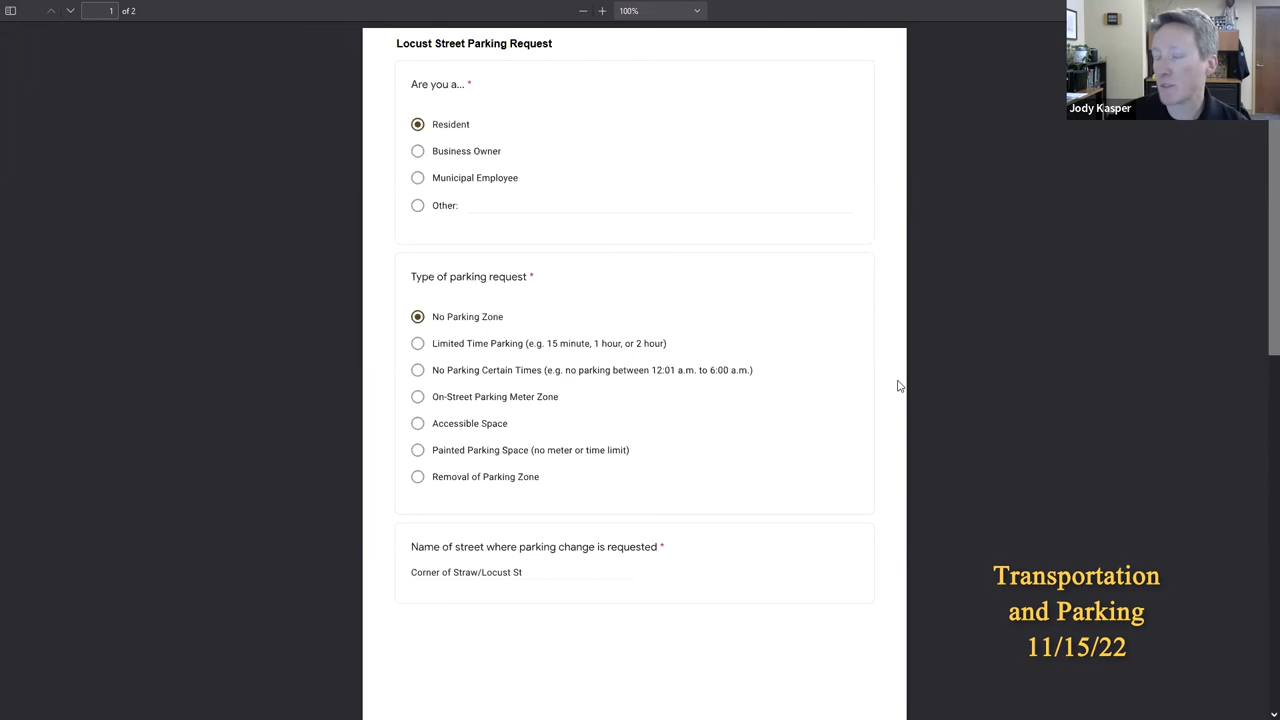 1 of 2
100%
Jody Kasper
Locust Street Parking Request
Are you a... *
Resident
Business Owner
Municipal Employee
Other:
Type of parking request *
No Parking Zone
Limited Time Parking (e.g. 15 minute, 1 hour, or 2 hour)
No Parking Certain Times (e.g. no parking between 12:01 a.m. to 6:00 a.m.)
On-Street Parking Meter Zone
Accessible Space
Painted Parking Space (no meter or time limit)
Removal of Parking Zone
Name of street where parking change is requested *
Corner of Straw/Locust St
Transportation
and Parking
11/15/22